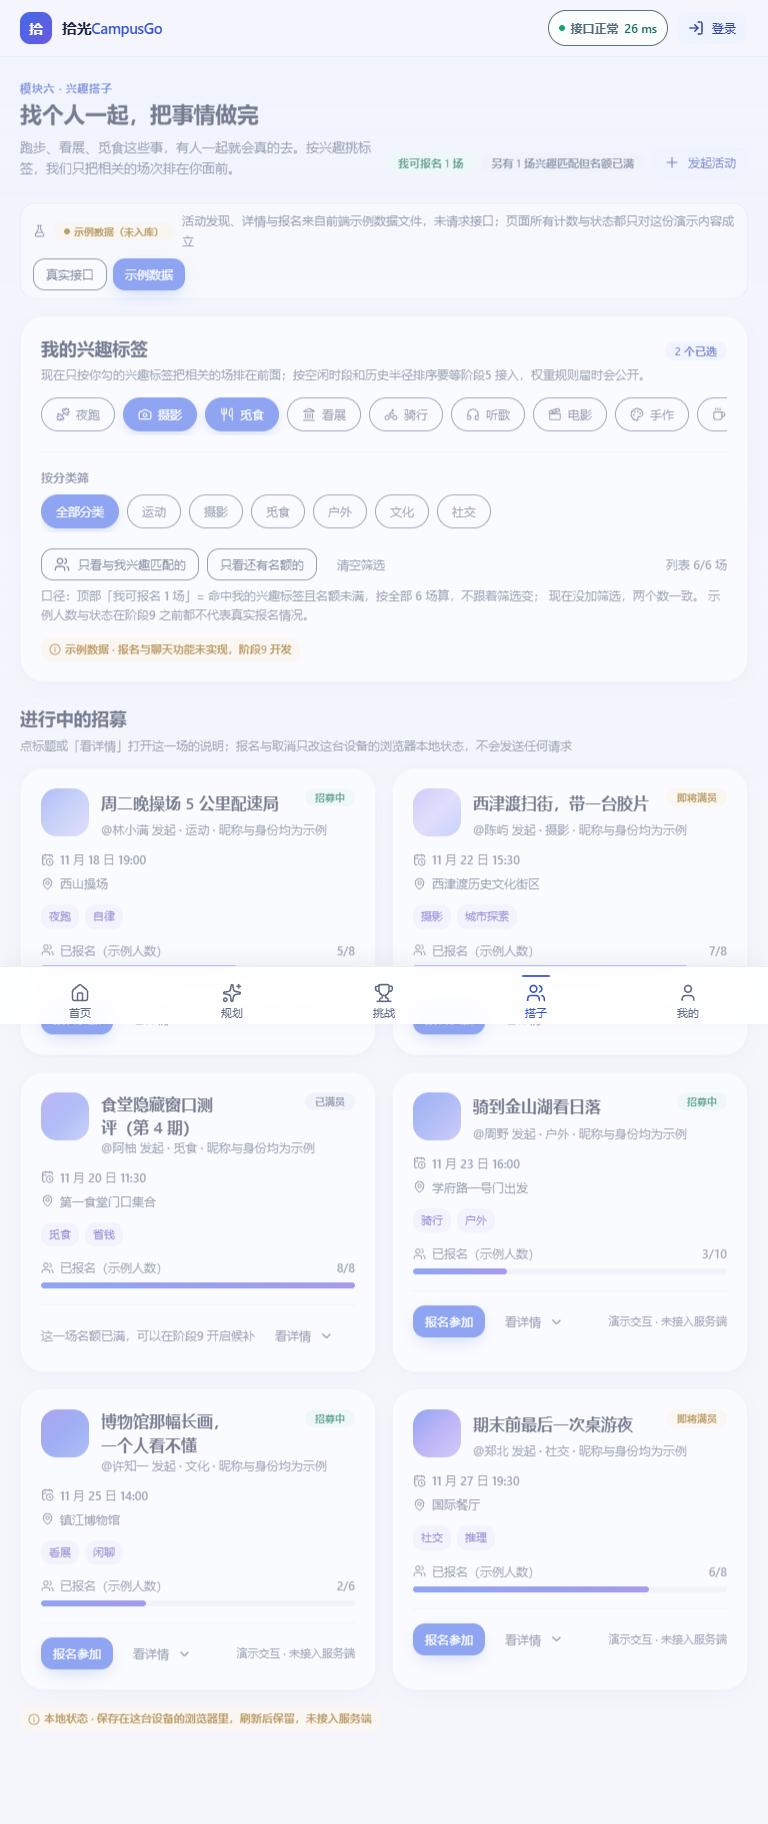 拾 拾光CampusGo
接口正常 26 ms
登录
模块六 · 兴趣搭子
找个人一起，把事情做完
跑步、看展、觅食这些事，有人一起就会真的去。按兴趣挑标
签，我们只把相关的场次排在你面前。
我可报名 1 场
另有 1 场兴趣匹配但名额已满
发起活动
示例数据（未入库）
活动发现、详情与报名来自前端示例数据文件，未请求接口；页面所有计数与状态都只对这份演示内容成
立
真实接口
示例数据
我的兴趣标签
2 个已选
现在只按你勾的兴趣标签把相关的场排在前面；按空闲时段和历史半径排序要等阶段5 接入，权重规则届时会公开。
夜跑
摄影
觅食
看展
骑行
听歌
电影
手作
按分类筛
全部分类
运动
摄影
觅食
户外
文化
社交
只看与我兴趣匹配的
只看还有名额的
清空筛选
列表 6/6 场
口径：顶部「我可报名 1 场」= 命中我的兴趣标签且名额未满，按全部 6 场算，不跟着筛选变； 现在没加筛选，两个数一致。 示
例人数与状态在阶段9 之前都不代表真实报名情况。
示例数据 · 报名与聊天功能未实现，阶段9 开发
进行中的招募
点标题或「看详情」打开这一场的说明；报名与取消只改这台设备的浏览器本地状态，不会发送任何请求
周二晚操场 5 公里配速局
招募中
@林小满 发起 · 运动 · 昵称与身份均为示例
11 月 18 日 19:00
西山操场
夜跑
自律
已报名（示例人数）
5/8
西津渡扫街，带一台胶片
即将满员
@陈屿 发起 · 摄影 · 昵称与身份均为示例
11 月 22 日 15:30
西津渡历史文化街区
摄影
城市探索
已报名（示例人数）
7/8
首页
规划
挑战
搭子
我的
食堂隐藏窗口测
评（第 4 期）
已满员
@阿柚 发起 · 觅食 · 昵称与身份均为示例
11 月 20 日 11:30
第一食堂门口集合
觅食
省钱
已报名（示例人数）
8/8
这一场名额已满，可以在阶段9 开启候补
看详情
骑到金山湖看日落
招募中
@周野 发起 · 户外 · 昵称与身份均为示例
11 月 23 日 16:00
学府路一号门出发
骑行
户外
已报名（示例人数）
3/10
报名参加
看详情
演示交互 · 未接入服务端
博物馆那幅长画，
一个人看不懂
招募中
@许知一 发起 · 文化 · 昵称与身份均为示例
11 月 25 日 14:00
镇江博物馆
看展
闲聊
已报名（示例人数）
2/6
报名参加
看详情
演示交互 · 未接入服务端
期末前最后一次桌游夜
即将满员
@郑北 发起 · 社交 · 昵称与身份均为示例
11 月 27 日 19:30
国际餐厅
社交
推理
已报名（示例人数）
6/8
报名参加
看详情
演示交互 · 未接入服务端
本地状态 · 保存在这台设备的浏览器里，刷新后保留，未接入服务端